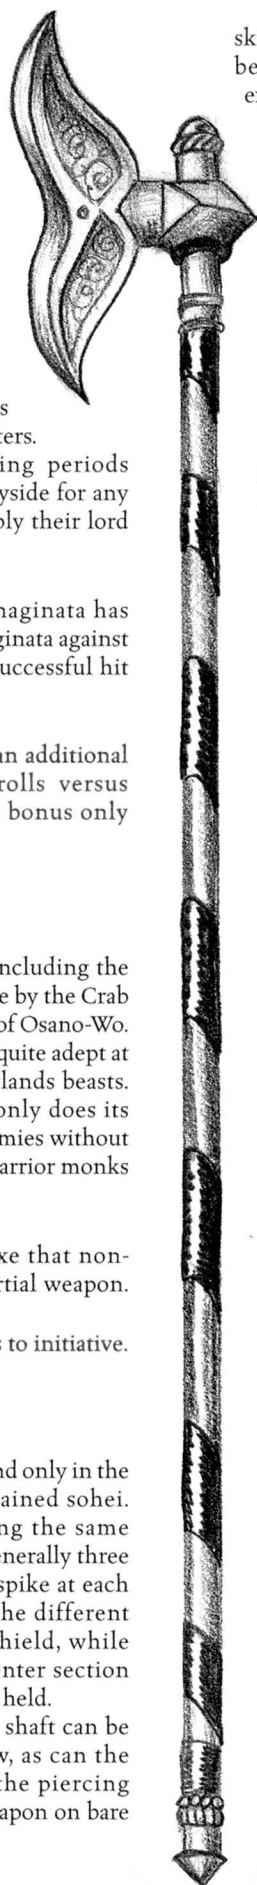 be
s
ters.
ing periods
yside for any
bly their lord
naginata has
ginata against
successful hit
an additional
rolls versus
bonus only
including the
e by the Crab
of Osano-Wo.
quite adept at
lands beasts.
only does its
mies without
arrior monks
xe that non-
rtial weapon.
s to initiative.
nd only in the
ained sohei.
ng the same
enerally three
spike at each
he different
hield, while
nter section
held.
shaft can be
w, as can the
the piercing
apon on bare